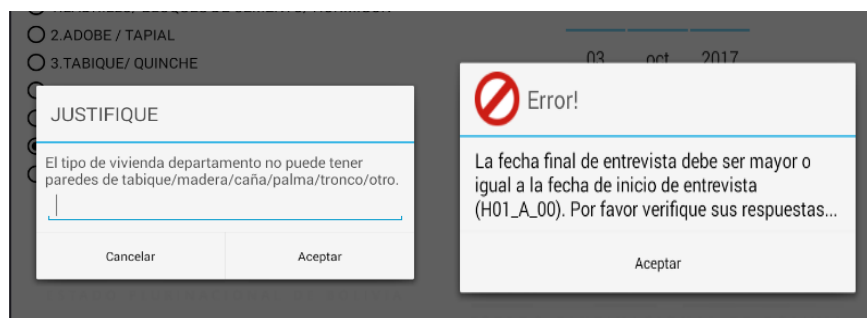 2.ADOBE / TAPIAL
3.TABIQUE/ QUINCHE
JUSTIFIQUE
El tipo de vivienda departamento no puede tener
paredes de tabique/madera/caña/palma/tronco/otro.
Cancelar Aceptar
03 oct 2017
Error!
La fecha final de entrevista debe ser mayor o
igual a la fecha de inicio de entrevista
(H01_A_00). Por favor verifique sus respuestas...
Aceptar